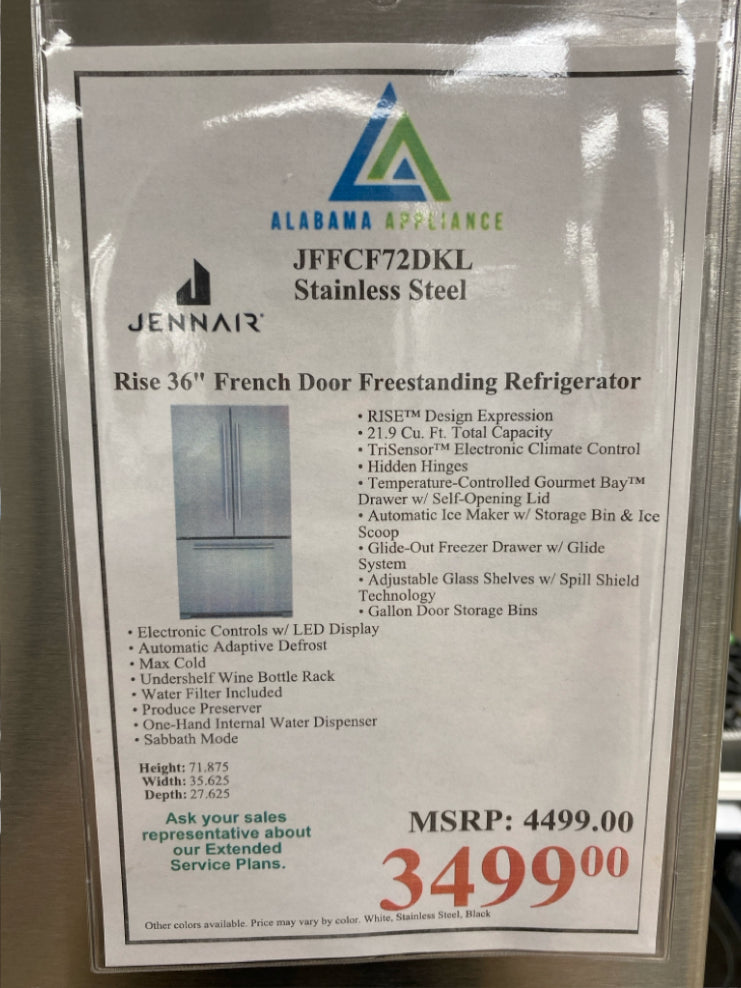 ALABAMA APPLIANCE
JFFCF72DKL
Stainless Steel
JENNAIR®
Rise 36" French Door Freestanding Refrigerator
• RISE™ Design Expression
• 21.9 Cu. Ft. Total Capacity
• TriSensor™ Electronic Climate Control
• Hidden Hinges
• Temperature-Controlled Gourmet Bay™
Drawer w/ Self-Opening Lid
• Automatic Ice Maker w/ Storage Bin & Ice
Scoop
• Glide-Out Freezer Drawer w/ Glide
System
• Adjustable Glass Shelves w/ Spill Shield
Technology
• Gallon Door Storage Bins
• Electronic Controls w/ LED Display
• Automatic Adaptive Defrost
• Max Cold
• Undershelf Wine Bottle Rack
• Water Filter Included
• Produce Preserver
• One-Hand Internal Water Dispenser
• Sabbath Mode
Height: 71.875
Width: 35.625
Depth: 27.625
Ask your sales
representative about
our Extended
Service Plans.
MSRP: 4499.00
349900
Other colors available. Price may vary by color. White, Stainless Steel, Black